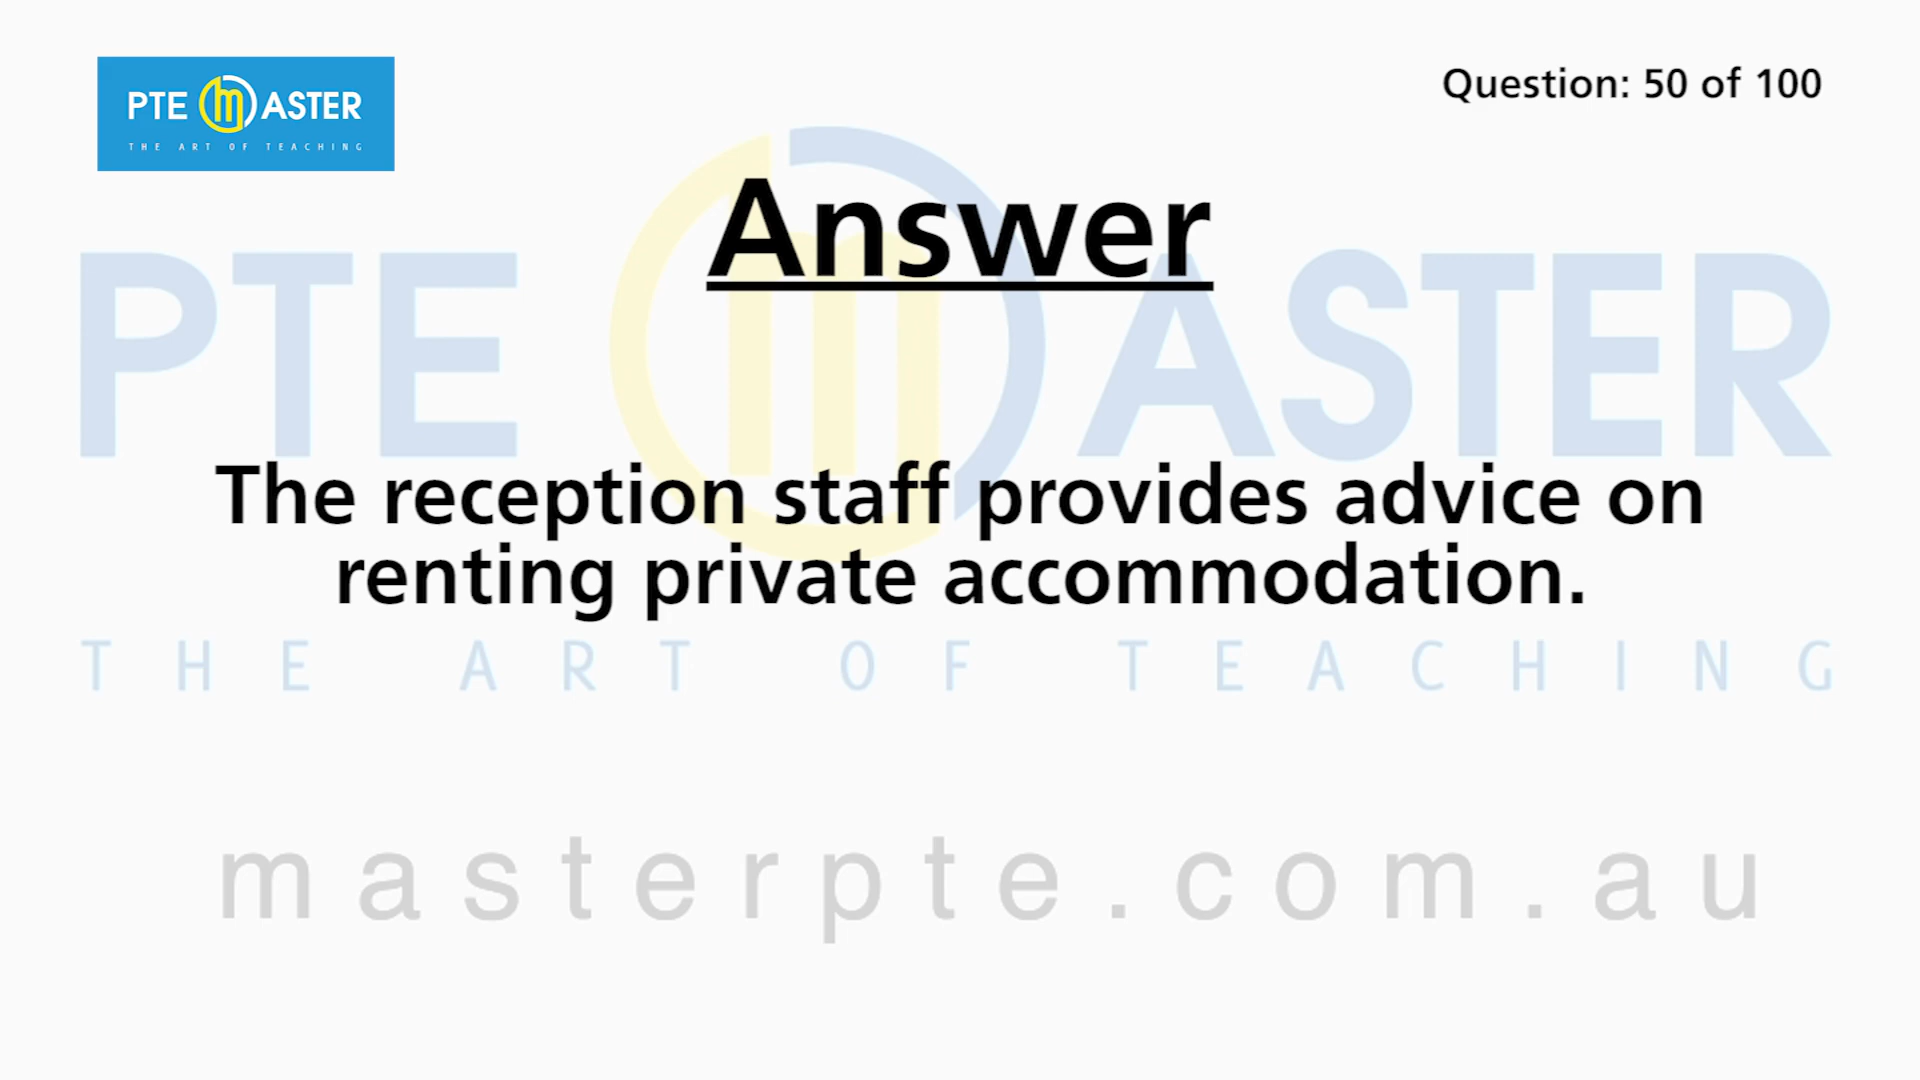 PTE MASTER
THE ART OF TEACHING
Question: 50 of 100
Answer
PTE MASTER
The reception staff provides advice on
renting private accommodation.
THE ART OF TEACHING
masterpte.com.au